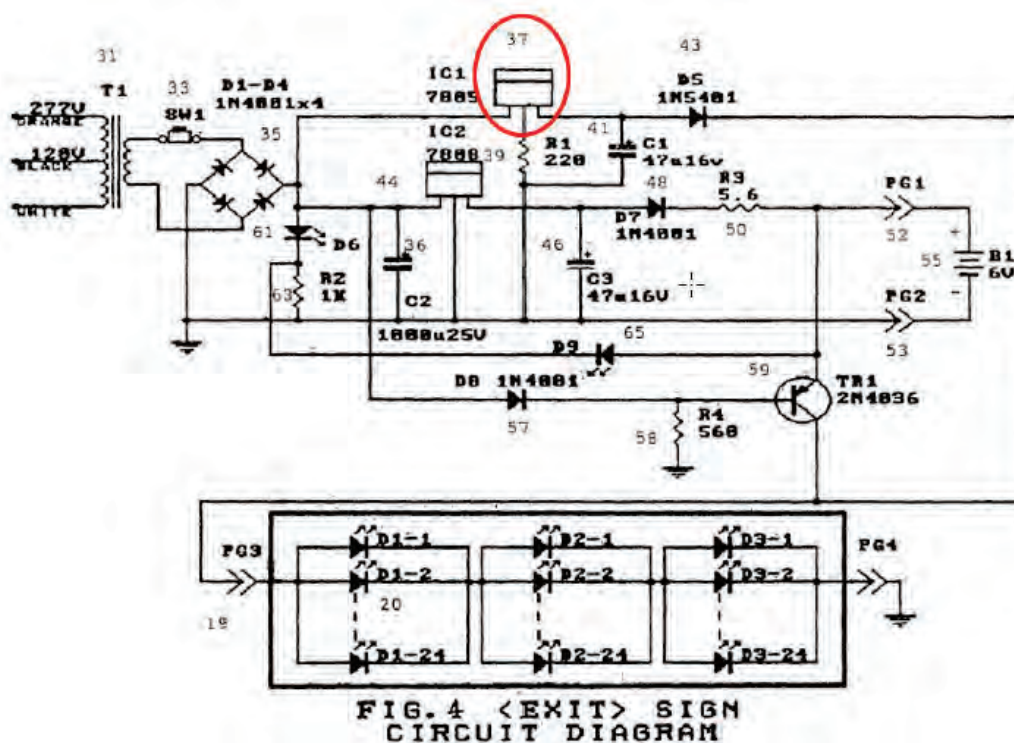 31
T1
33
SW1
D1-D4
1N4001x4
35
277V
ORANGE
120V
BLACK
WHITE
37
IC1
7805
IC2
7808
39
R1
220
41
C1
47u16v
43
D5
1N5401
44
48
R3
5.6
D7
1N4001
50
PG1
52
B1
6V
55
+
-
PG2
53
61
D6
63
R2
1K
36
C2
1000u25V
46
C3
47u16V
65
D9
D8 1N4001
57
R4
560
58
59
TR1
2N4036
PG3
19
D1-1
D1-2
20
D1-24
D2-1
D2-2
D2-24
D3-1
D3-2
D3-24
PG4
FIG.4 <EXIT> SIGN
CIRCUIT DIAGRAM